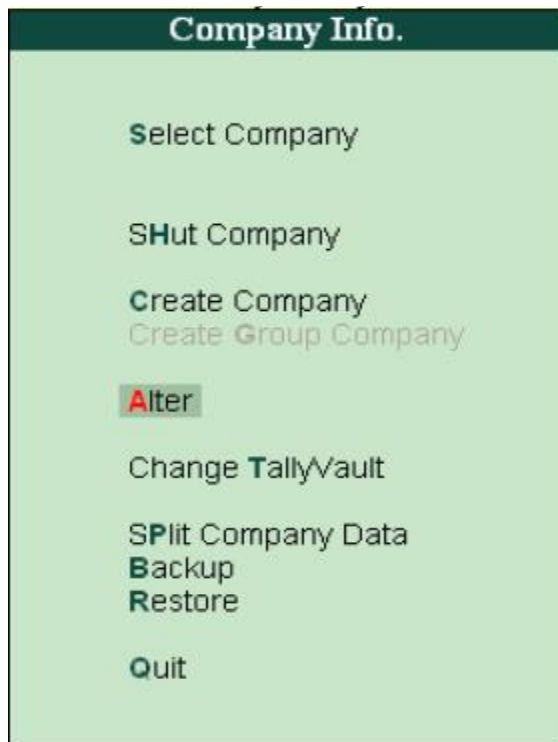 Company Info.
Select Company
SHut Company
Create Company
Create Group Company
Alter
Change TallyVault
SPlit Company Data
Backup
Restore
Quit